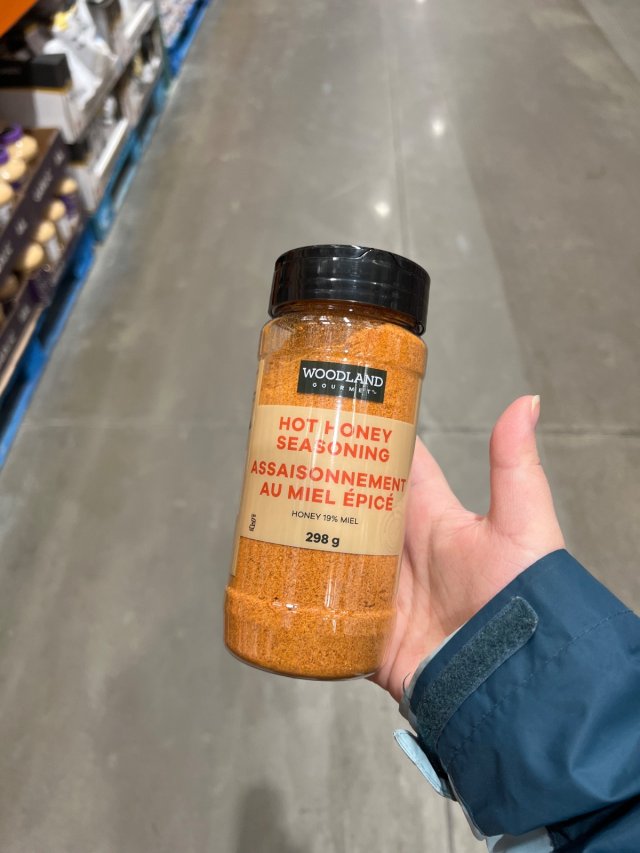 WOODLAND
GOURMET
HOT HONEY
SEASONING
ASSAISONNEMENT
AU MIEL ÉPICÉ
HONEY 19% MIEL
298 g